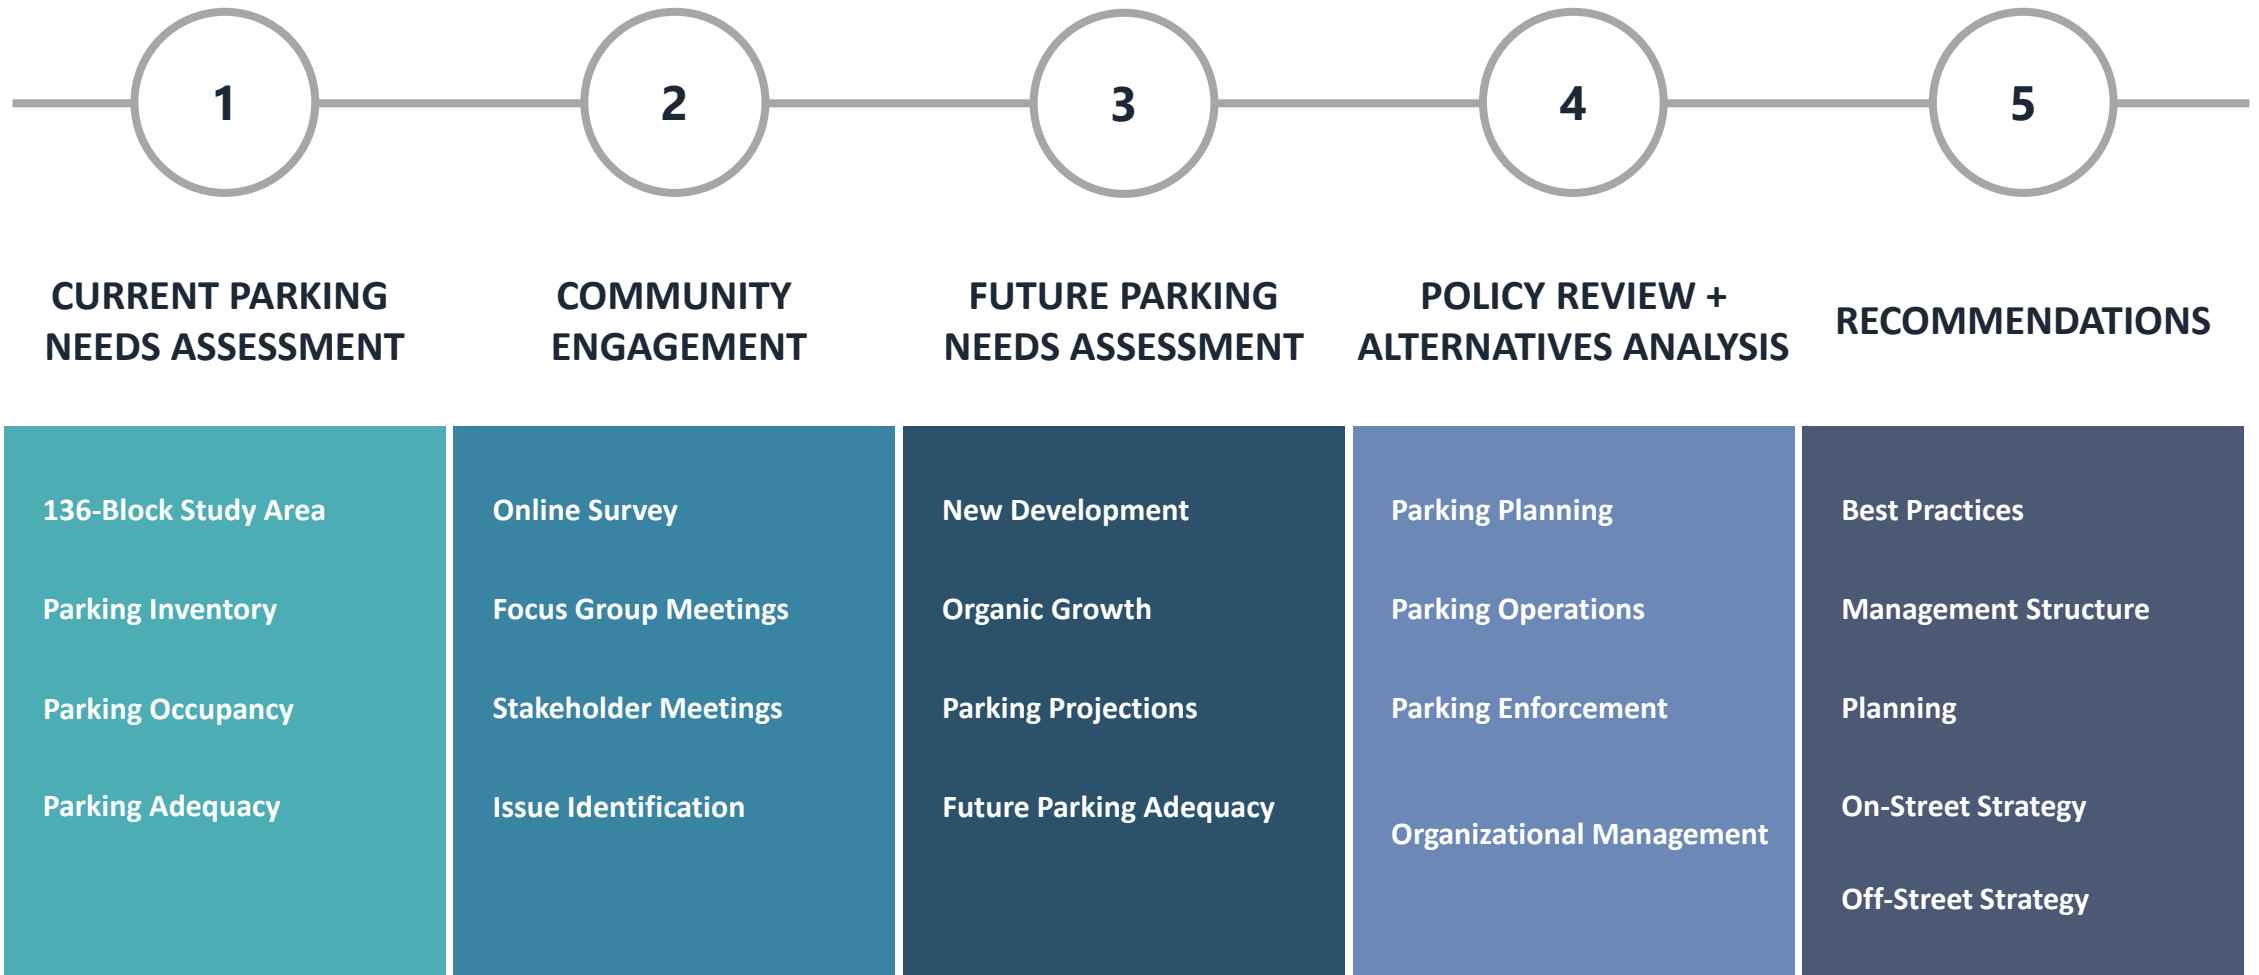 1
2
3
4
5
CURRENT PARKING
NEEDS ASSESSMENT
COMMUNITY
ENGAGEMENT
FUTURE PARKING
NEEDS ASSESSMENT
POLICY REVIEW +
ALTERNATIVES ANALYSIS
RECOMMENDATIONS
136-Block Study Area
Parking Inventory
Parking Occupancy
Parking Adequacy
Online Survey
Focus Group Meetings
Stakeholder Meetings
Issue Identification
New Development
Organic Growth
Parking Projections
Future Parking Adequacy
Parking Planning
Parking Operations
Parking Enforcement
Organizational Management
Best Practices
Management Structure
Planning
On-Street Strategy
Off-Street Strategy